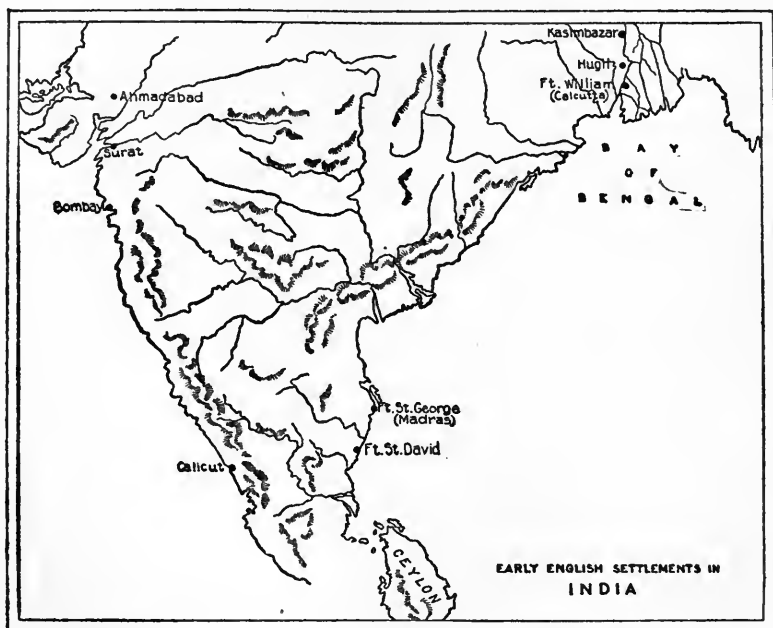 Kasimbazar
Hugli
Ft. William
(Calcutta)
Ahmadabad
Surat
BAY
OF
BENGAL
Bombay
Ft.St.George
(Madras)
Ft.St.David
Calicut
CEYLON
EARLY ENGLISH SETTLEMENTS IN
INDIA